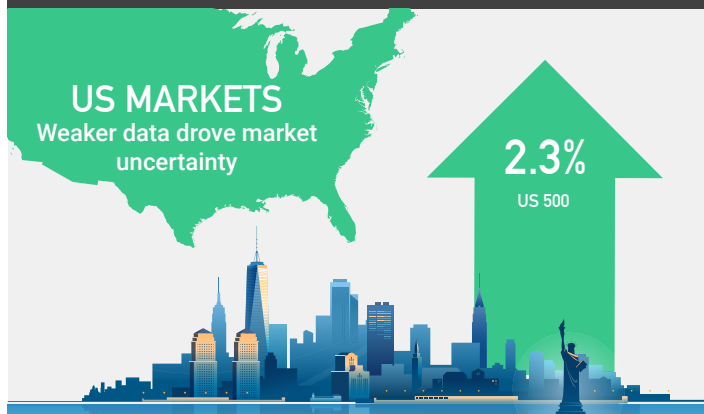 US MARKETS
Weaker data drove market
uncertainty
2.3%
US 500